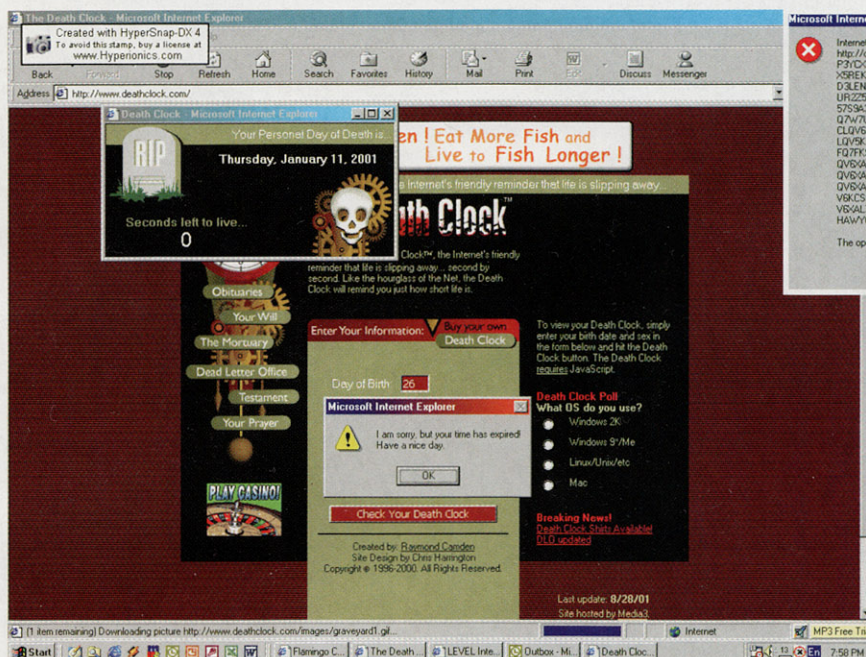 The Death Clock - Microsoft Internet Explorer
Created with HyperSnap-DX 4
To avoid this stamp, buy a license at
www.Hyperionics.com
Back
Forward
Stop
Refresh
Home
Search
Favorites
History
Mail
Print
Edit
Discuss
Messenger
Address
http://www.deathclock.com/
Death Clock - Microsoft Internet Explorer
Your Personal Day of Death is...
Thursday, January 11, 2001
RIP
Seconds left to live...
0
en ! Eat More Fish and
Live to Fish Longer !
e Internet's friendly reminder that life is slipping away...
ath Clock™
Clock™, the Internet's friendly
reminder that life is slipping away... second by
second. Like the hourglass of the Net, the Death
Clock will remind you just how short life is.
Obituaries
Your Will
The Mortuary
Dead Letter Office
Testament
Your Prayer
PLAY CASINO!
Enter Your Information:
Buy your own
Death Clock
Day of Birth: 26
Microsoft Internet Explorer
I am sorry, but your time has expired!
Have a nice day.
OK
Check Your Death Clock
Created by: Raymond Camden
Site Design by Chris Harrington
Copyright © 1996-2000. All Rights Reserved.
To view your Death Clock, simply
enter your birth date and sex in
the form below and hit the Death
Clock button. The Death Clock
requires JavaScript.
Death Clock Poll
What OS do you use?
Windows 2K
Windows 9*/Me
Linux/Unix/etc
Mac
Breaking News!
Death Clock Shirts Available!
DLO updated
Last update: 8/28/01
Site hosted by Media3
Microsoft Intern
Internet
http://
The op
(1 item remaining) Downloading picture http://www.deathclock.com/images/graveyard1.gif...
Internet
MP3 Free Tri
Start
Flamingo C...
The Death...
LEVEL Inte...
Outbox - Mi...
Death Cloc...
13
En
7:58 PM